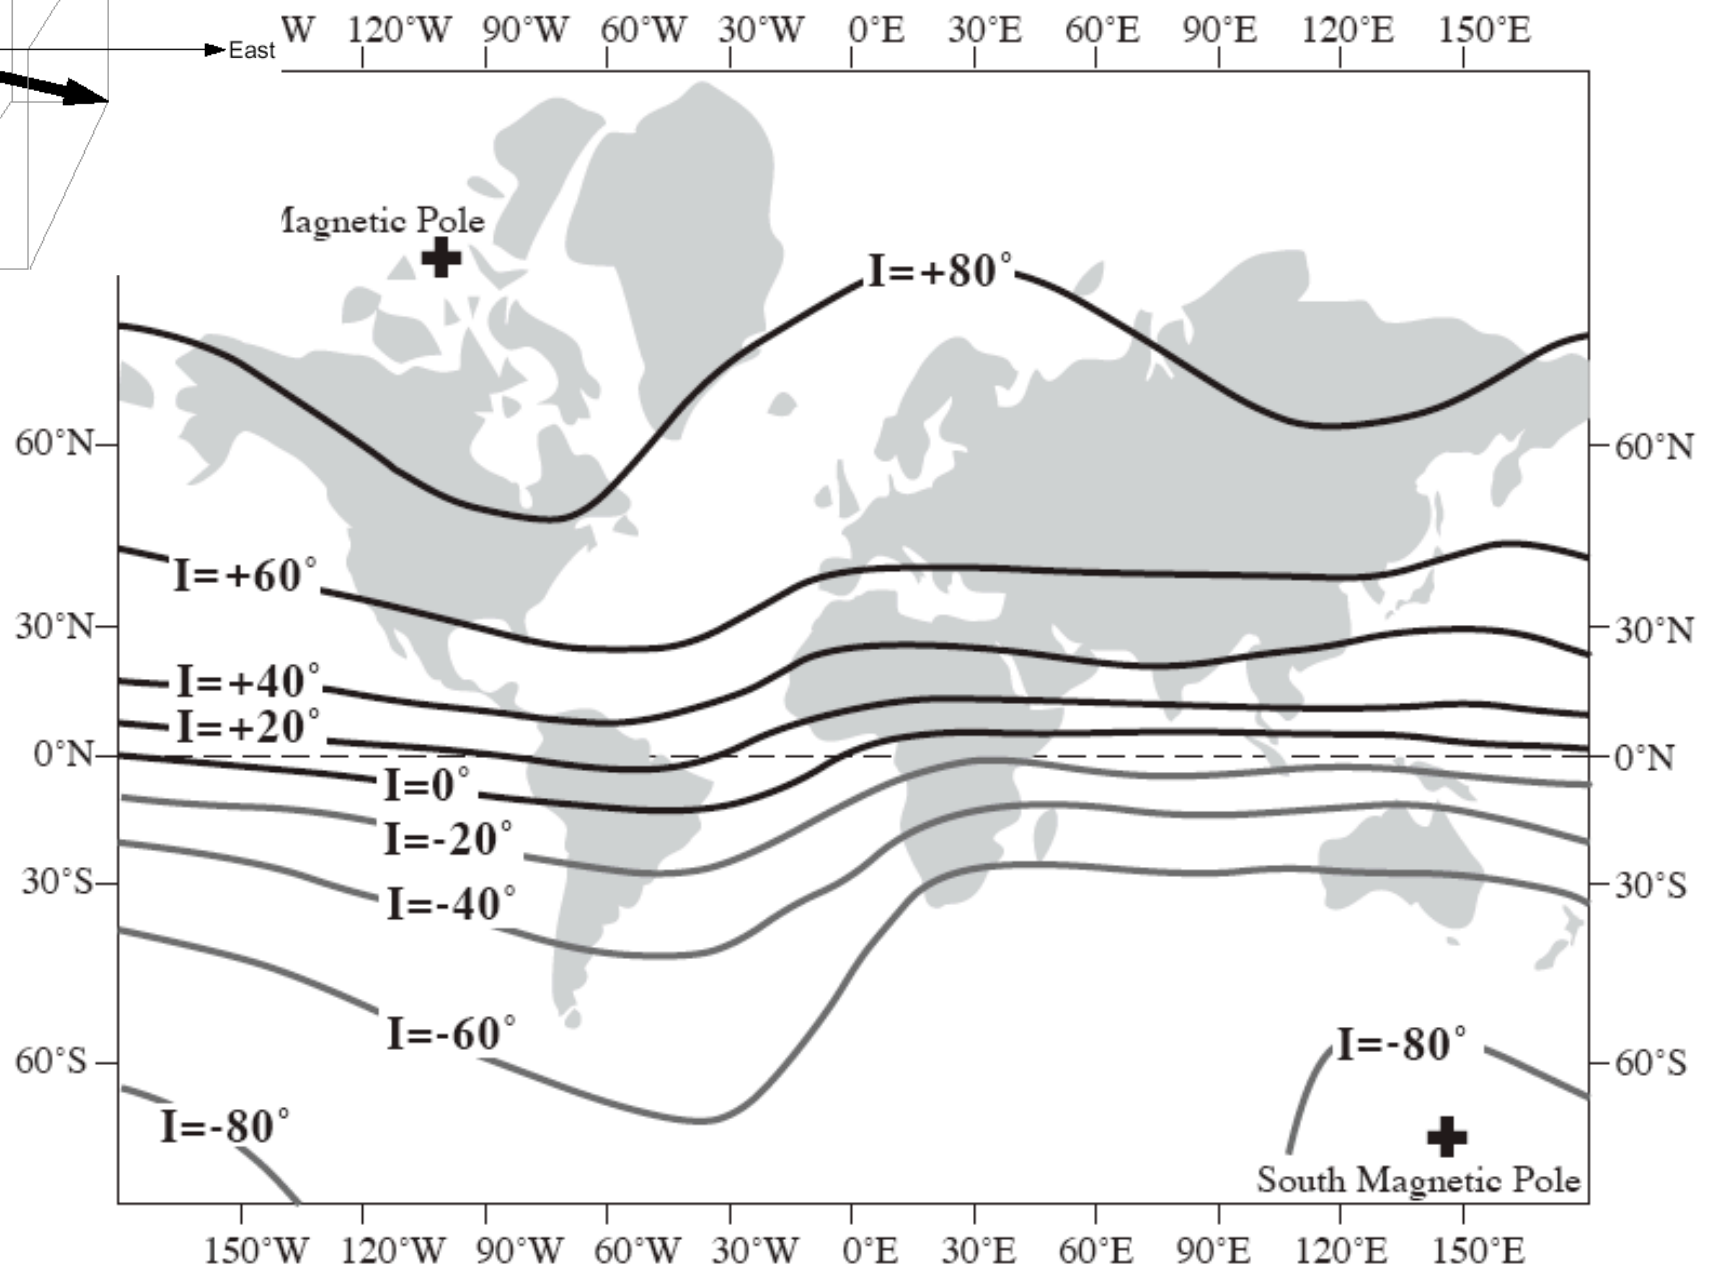 W 120°W 90°W 60°W 30°W 0°E 30°E 60°E 90°E 120°E 150°E
East
Magnetic Pole
I=+80°
60°N 60°N
I=+60°
30°N 30°N
I=+40°
I=+20°
0°N 0°N
I=0°
I=-20°
30°S 30°S
I=-40°
I=-60°
I=-80°
60°S 60°S
I=-80°
South Magnetic Pole
150°W 120°W 90°W 60°W 30°W 0°E 30°E 60°E 90°E 120°E 150°E